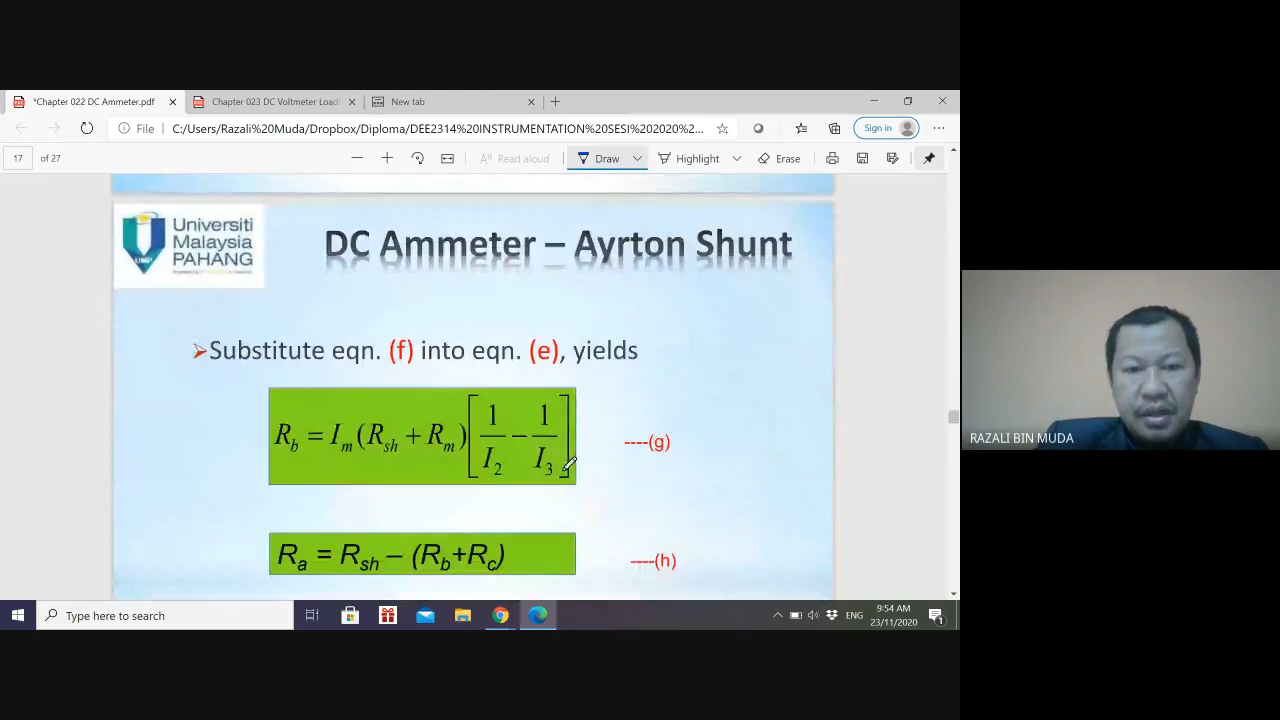 *Chapter 022 DC Ammeter.pdf
Chapter 023 DC Voltmeter Loadi
New tab
File
C:/Users/Razali%20Muda/Dropbox/Diploma/DEE2314%20INSTRUMENTATION%20SESI%202020%2...
Sign in
17 of 27
Read aloud
Draw
Highlight
Erase
Universiti
Malaysia
PAHANG
DC Ammeter – Ayrton Shunt
➢Substitute eqn. (f) into eqn. (e), yields
R_b = I_m (R_sh + R_m) [1/I_2 − 1/I_3] ----(g)
R_a = R_sh – (R_b+R_c) ----(h)
RAZALI BIN MUDA
Type here to search
ENG
9:54 AM
23/11/2020